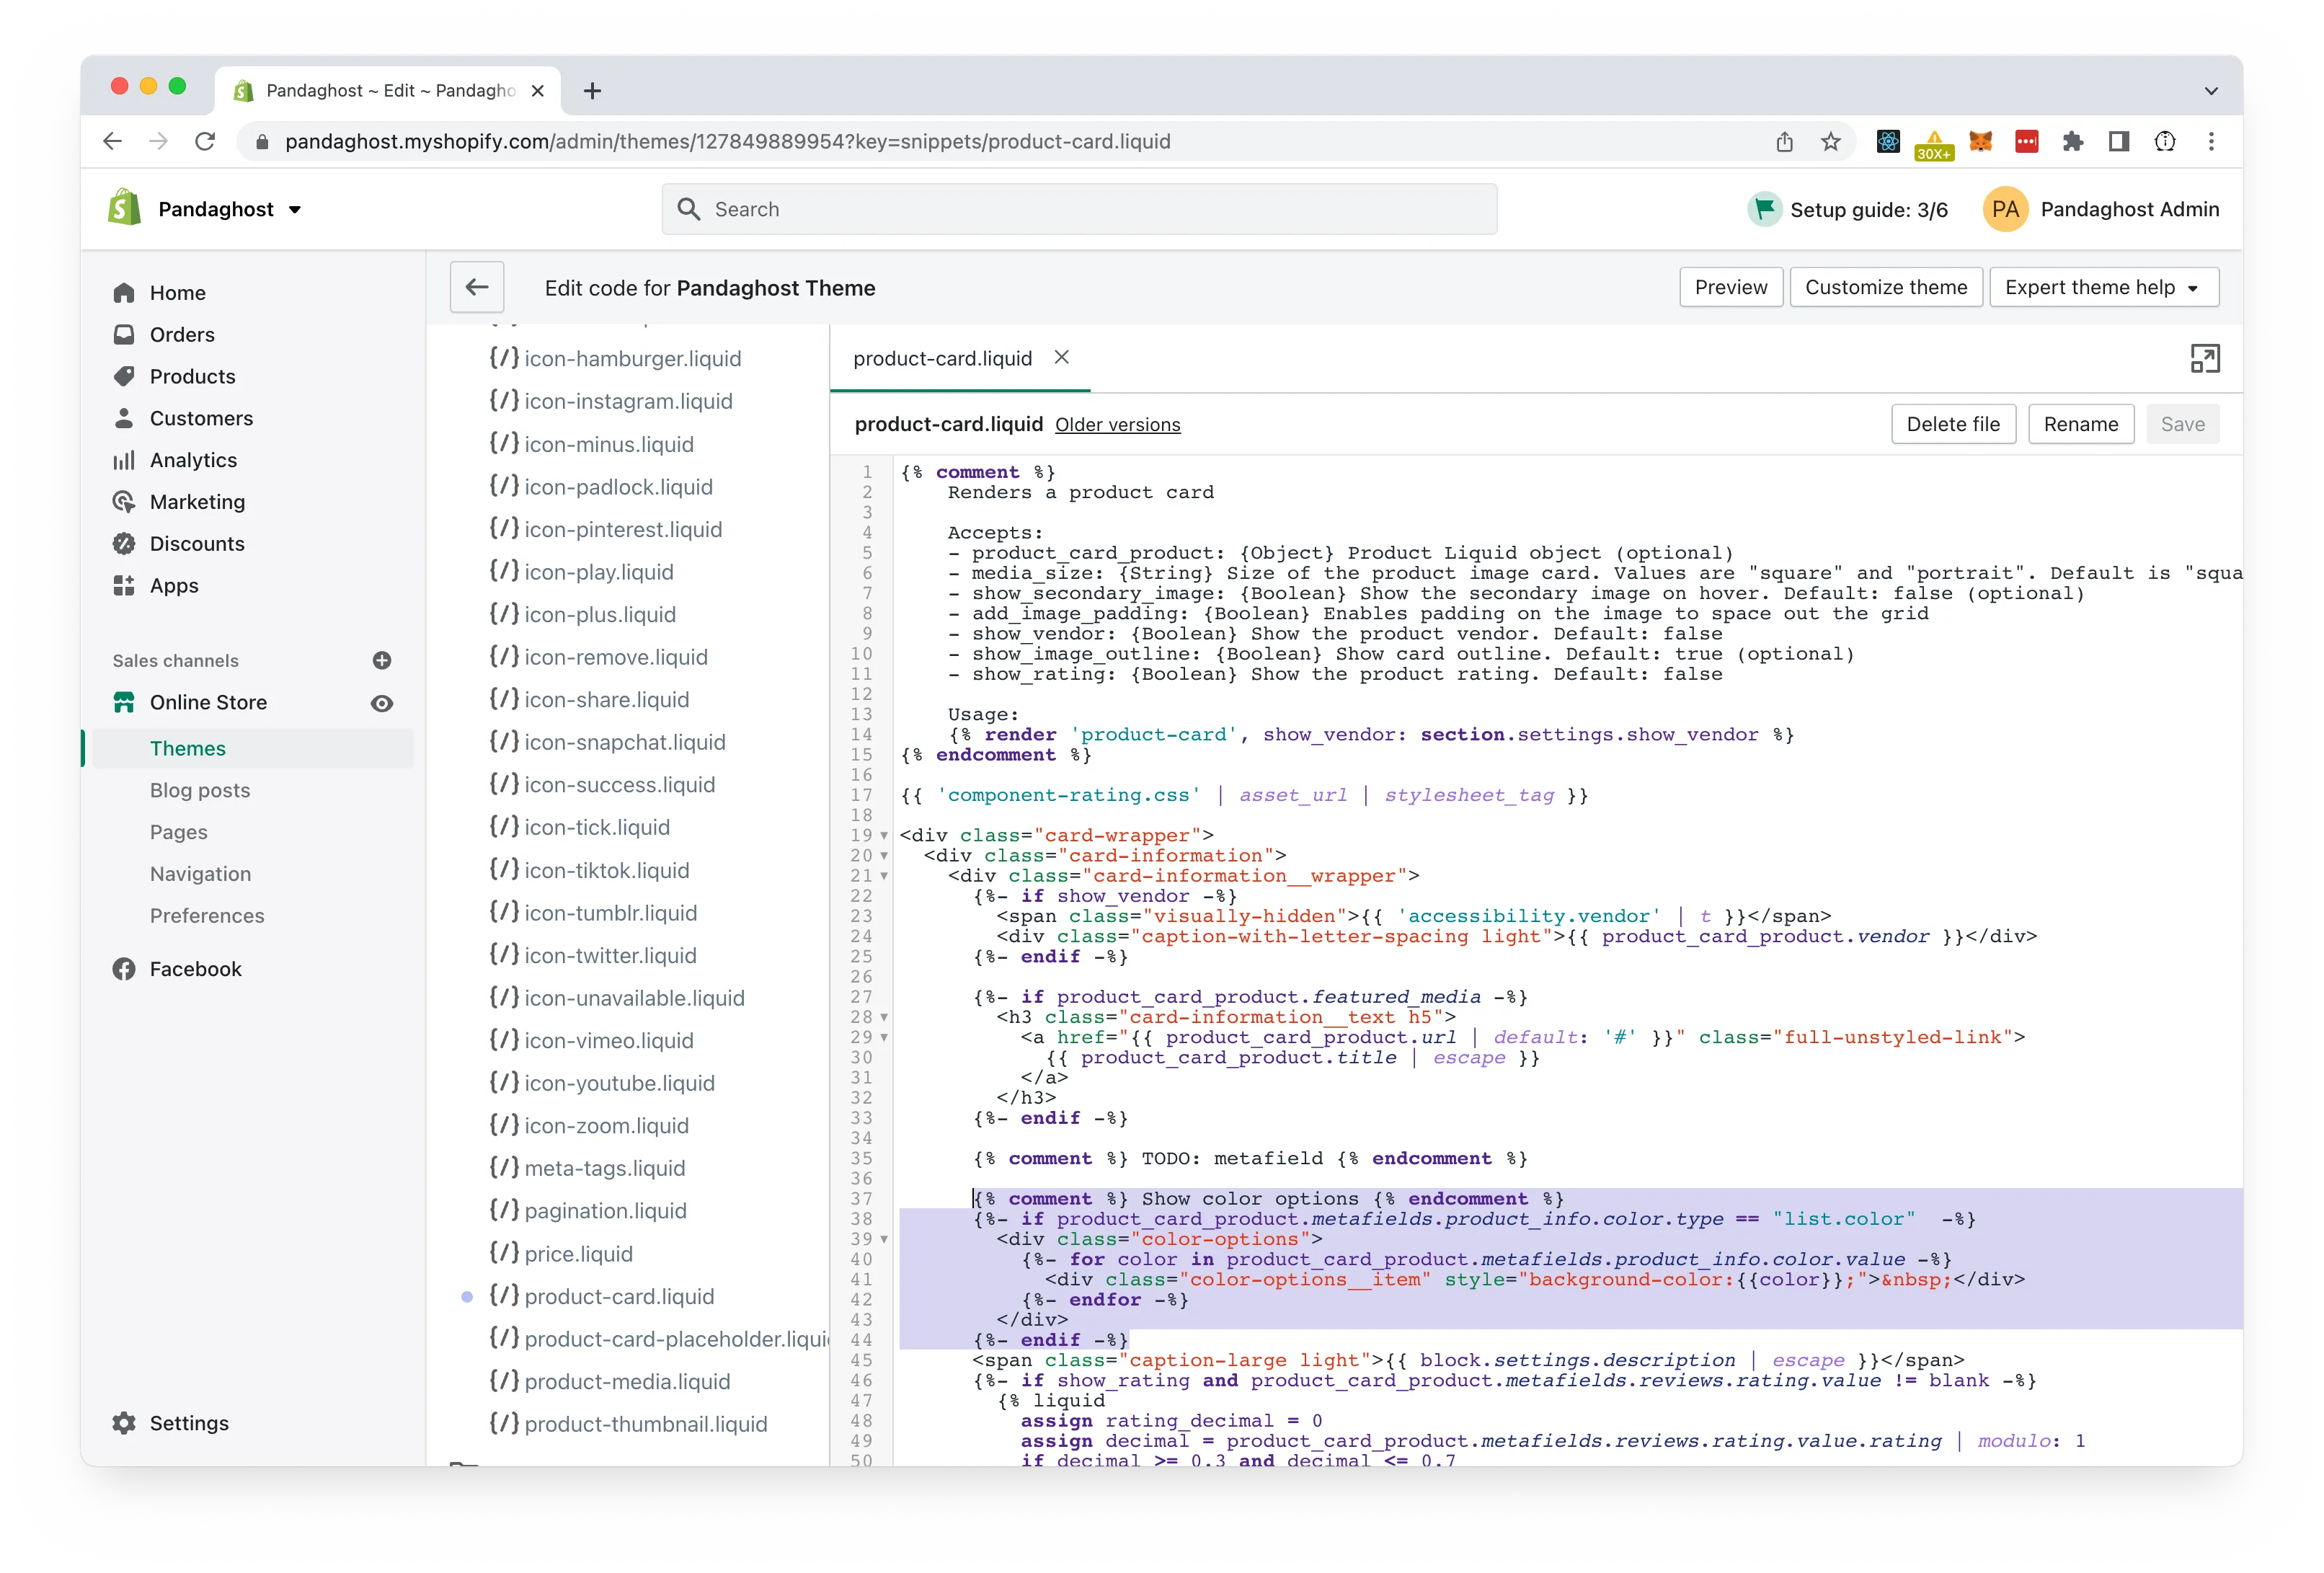 Pandaghost ~ Edit ~ Pandagho
pandaghost.myshopify.com/admin/themes/127849889954?key=snippets/product-card.liquid
30X+
Pandaghost
Search
Setup guide: 3/6
PA
Pandaghost Admin
Home
Orders
Products
Customers
Analytics
Marketing
Discounts
Apps
Sales channels
Online Store
Themes
Blog posts
Pages
Navigation
Preferences
Facebook
Settings
Edit code for Pandaghost Theme
Preview
Customize theme
Expert theme help
{/} icon-hamburger.liquid
{/} icon-instagram.liquid
{/} icon-minus.liquid
{/} icon-padlock.liquid
{/} icon-pinterest.liquid
{/} icon-play.liquid
{/} icon-plus.liquid
{/} icon-remove.liquid
{/} icon-share.liquid
{/} icon-snapchat.liquid
{/} icon-success.liquid
{/} icon-tick.liquid
{/} icon-tiktok.liquid
{/} icon-tumblr.liquid
{/} icon-twitter.liquid
{/} icon-unavailable.liquid
{/} icon-vimeo.liquid
{/} icon-youtube.liquid
{/} icon-zoom.liquid
{/} meta-tags.liquid
{/} pagination.liquid
{/} price.liquid
{/} product-card.liquid
{/} product-card-placeholder.liqui
{/} product-media.liquid
{/} product-thumbnail.liquid
product-card.liquid
product-card.liquid Older versions
Delete file
Rename
Save
1 {% comment %}
2 Renders a product card
3
4 Accepts:
5 - product_card_product: {Object} Product Liquid object (optional)
6 - media_size: {String} Size of the product image card. Values are "square" and "portrait". Default is "squa
7 - show_secondary_image: {Boolean} Show the secondary image on hover. Default: false (optional)
8 - add_image_padding: {Boolean} Enables padding on the image to space out the grid
9 - show_vendor: {Boolean} Show the product vendor. Default: false
10 - show_image_outline: {Boolean} Show card outline. Default: true (optional)
11 - show_rating: {Boolean} Show the product rating. Default: false
12
13 Usage:
14 {% render 'product-card', show_vendor: section.settings.show_vendor %}
15 {% endcomment %}
16
17 {{ 'component-rating.css' | asset_url | stylesheet_tag }}
18
19 <div class="card-wrapper">
20 <div class="card-information">
21 <div class="card-information__wrapper">
22 {%- if show_vendor -%}
23 <span class="visually-hidden">{{ 'accessibility.vendor' | t }}</span>
24 <div class="caption-with-letter-spacing light">{{ product_card_product.vendor }}</div>
25 {%- endif -%}
26
27 {%- if product_card_product.featured_media -%}
28 <h3 class="card-information__text h5">
29 <a href="{{ product_card_product.url | default: '#' }}" class="full-unstyled-link">
30 {{ product_card_product.title | escape }}
31 </a>
32 </h3>
33 {%- endif -%}
34
35 {% comment %} TODO: metafield {% endcomment %}
36
37 {% comment %} Show color options {% endcomment %}
38 {%- if product_card_product.metafields.product_info.color.type == "list.color" -%}
39 <div class="color-options">
40 {%- for color in product_card_product.metafields.product_info.color.value -%}
41 <div class="color-options__item" style="background-color:{{color}};">&nbsp;</div>
42 {%- endfor -%}
43 </div>
44 {%- endif -%}
45 <span class="caption-large light">{{ block.settings.description | escape }}</span>
46 {%- if show_rating and product_card_product.metafields.reviews.rating.value != blank -%}
47 {% liquid
48 assign rating_decimal = 0
49 assign decimal = product_card_product.metafields.reviews.rating.value.rating | modulo: 1
50 if decimal >= 0.3 and decimal <= 0.7